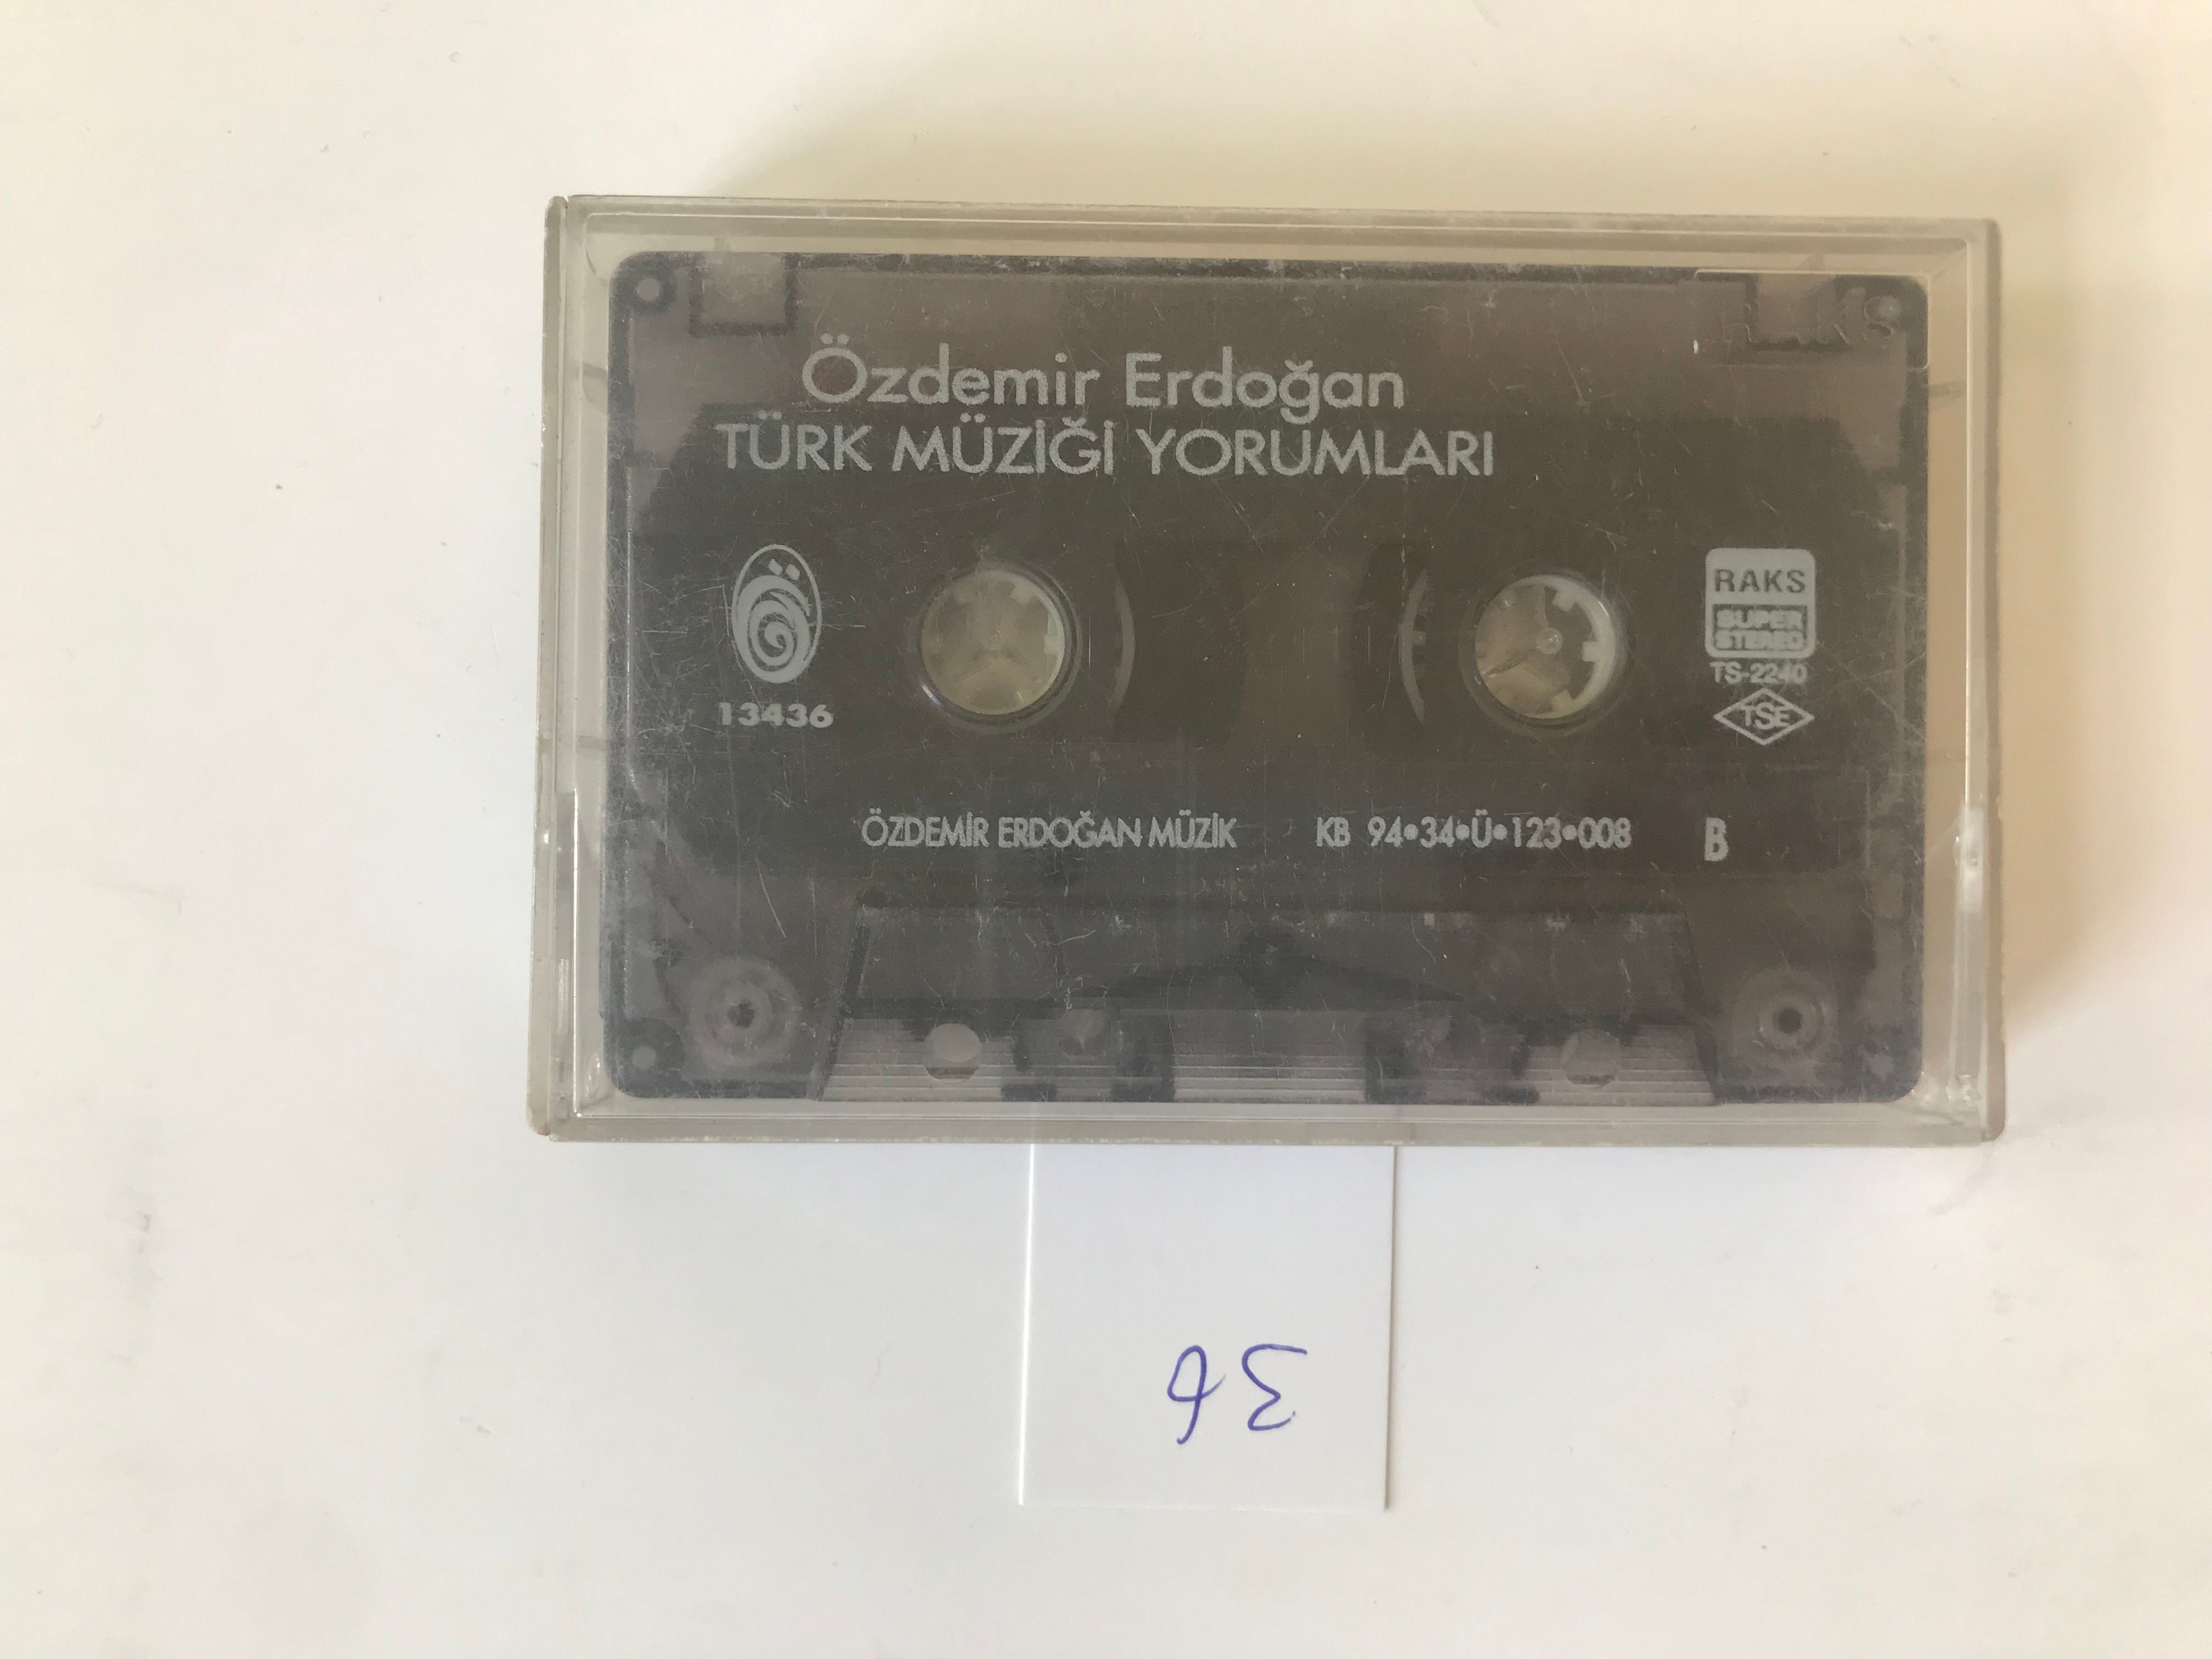 RAKS
Özdemir Erdoğan
TÜRK MÜZİĞİ YORUMLARI
13436
RAKS
SUPER
STEREO
TS-2240
TSE
ÖZDEMİR ERDOĞAN MÜZİK KB 94•34•Ü•123•008 B
36